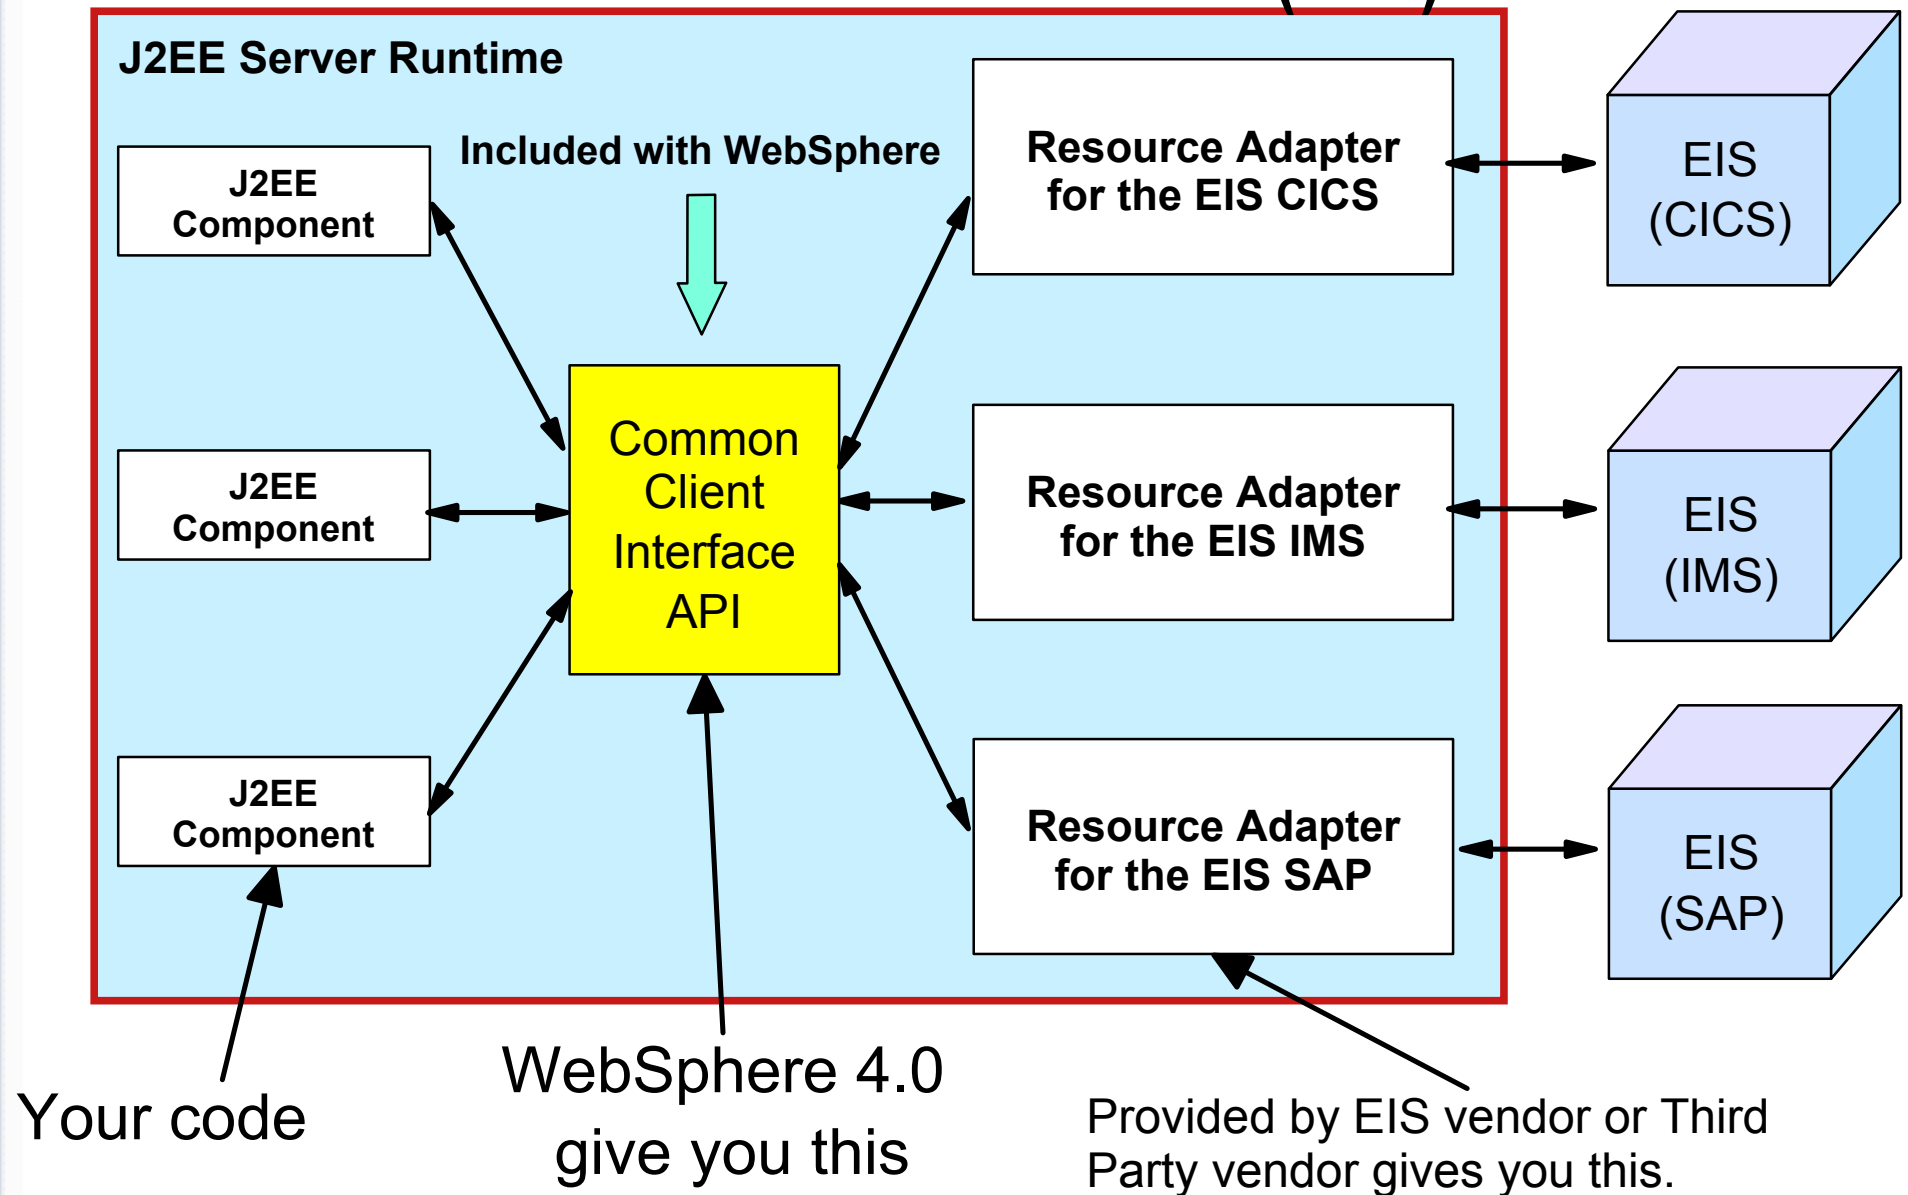 J2EE Server Runtime
Included with WebSphere
J2EE
Component
J2EE
Component
J2EE
Component
Common
Client
Interface
API
Resource Adapter
for the EIS CICS
Resource Adapter
for the EIS IMS
Resource Adapter
for the EIS SAP
EIS
(CICS)
EIS
(IMS)
EIS
(SAP)
Your code
WebSphere 4.0
give you this
Provided by EIS vendor or Third
Party vendor gives you this.